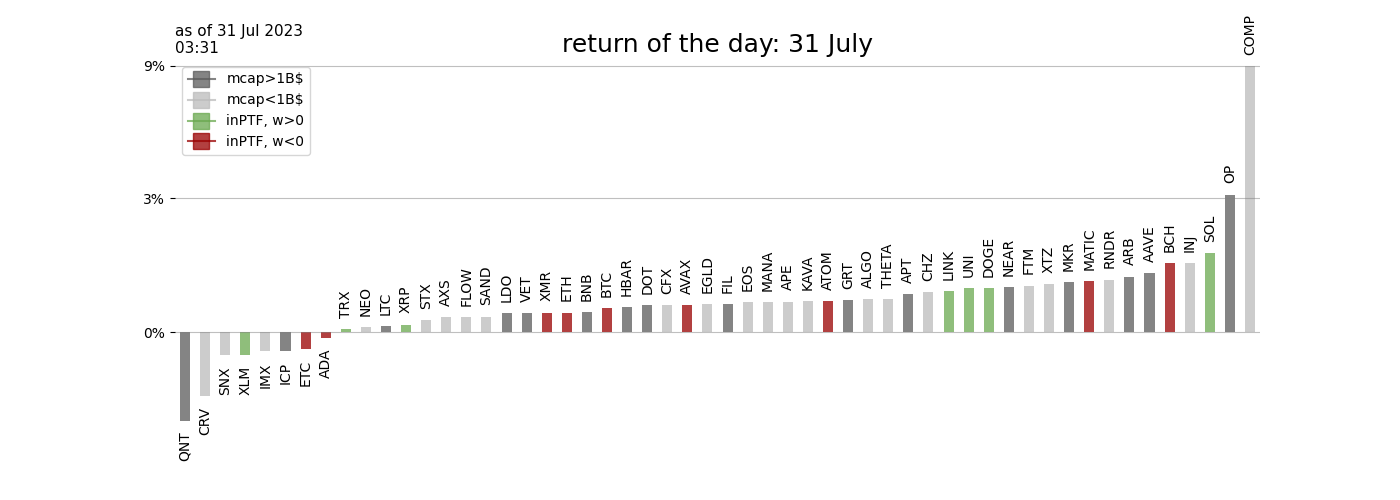 as of 31 Jul 2023
03:31
return of the day: 31 July
9%
3%
0%
mcap>1B$
mcap<1B$
inPTF, w>0
inPTF, w<0
QNT
CRV
SNX
XLM
IMX
ICP
ETC
ADA
TRX
NEO
LTC
XRP
STX
AXS
FLOW
SAND
LDO
VET
XMR
ETH
BNB
BTC
HBAR
DOT
CFX
AVAX
EGLD
FIL
EOS
MANA
APE
KAVA
ATOM
GRT
ALGO
THETA
APT
CHZ
LINK
UNI
DOGE
NEAR
FTM
XTZ
MKR
MATIC
RNDR
ARB
AAVE
BCH
INJ
SOL
OP
COMP